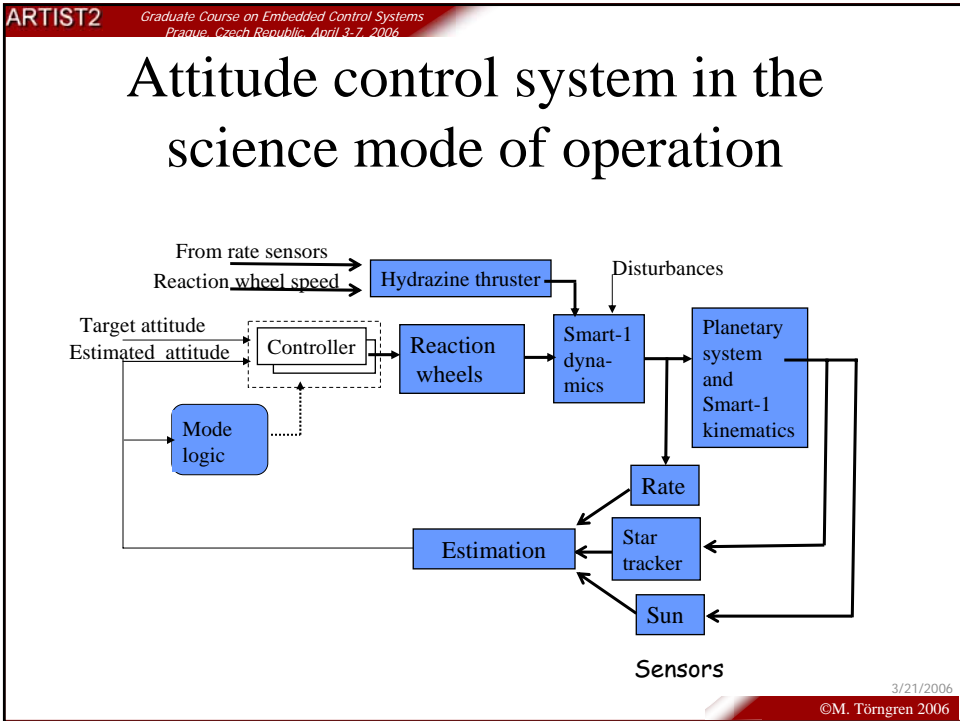 ARTIST2
Graduate Course on Embedded Control Systems
Prague, Czech Republic, April 3-7, 2006
Attitude control system in the
science mode of operation
From rate sensors
Reaction wheel speed
Hydrazine thruster
Disturbances
Target attitude
Estimated attitude
Controller
Reaction
wheels
Smart-1
dyna-
mics
Planetary
system
and
Smart-1
kinematics
Mode
logic
Rate
Estimation
Star
tracker
Sun
Sensors
3/21/2006
©M. Törngren 2006